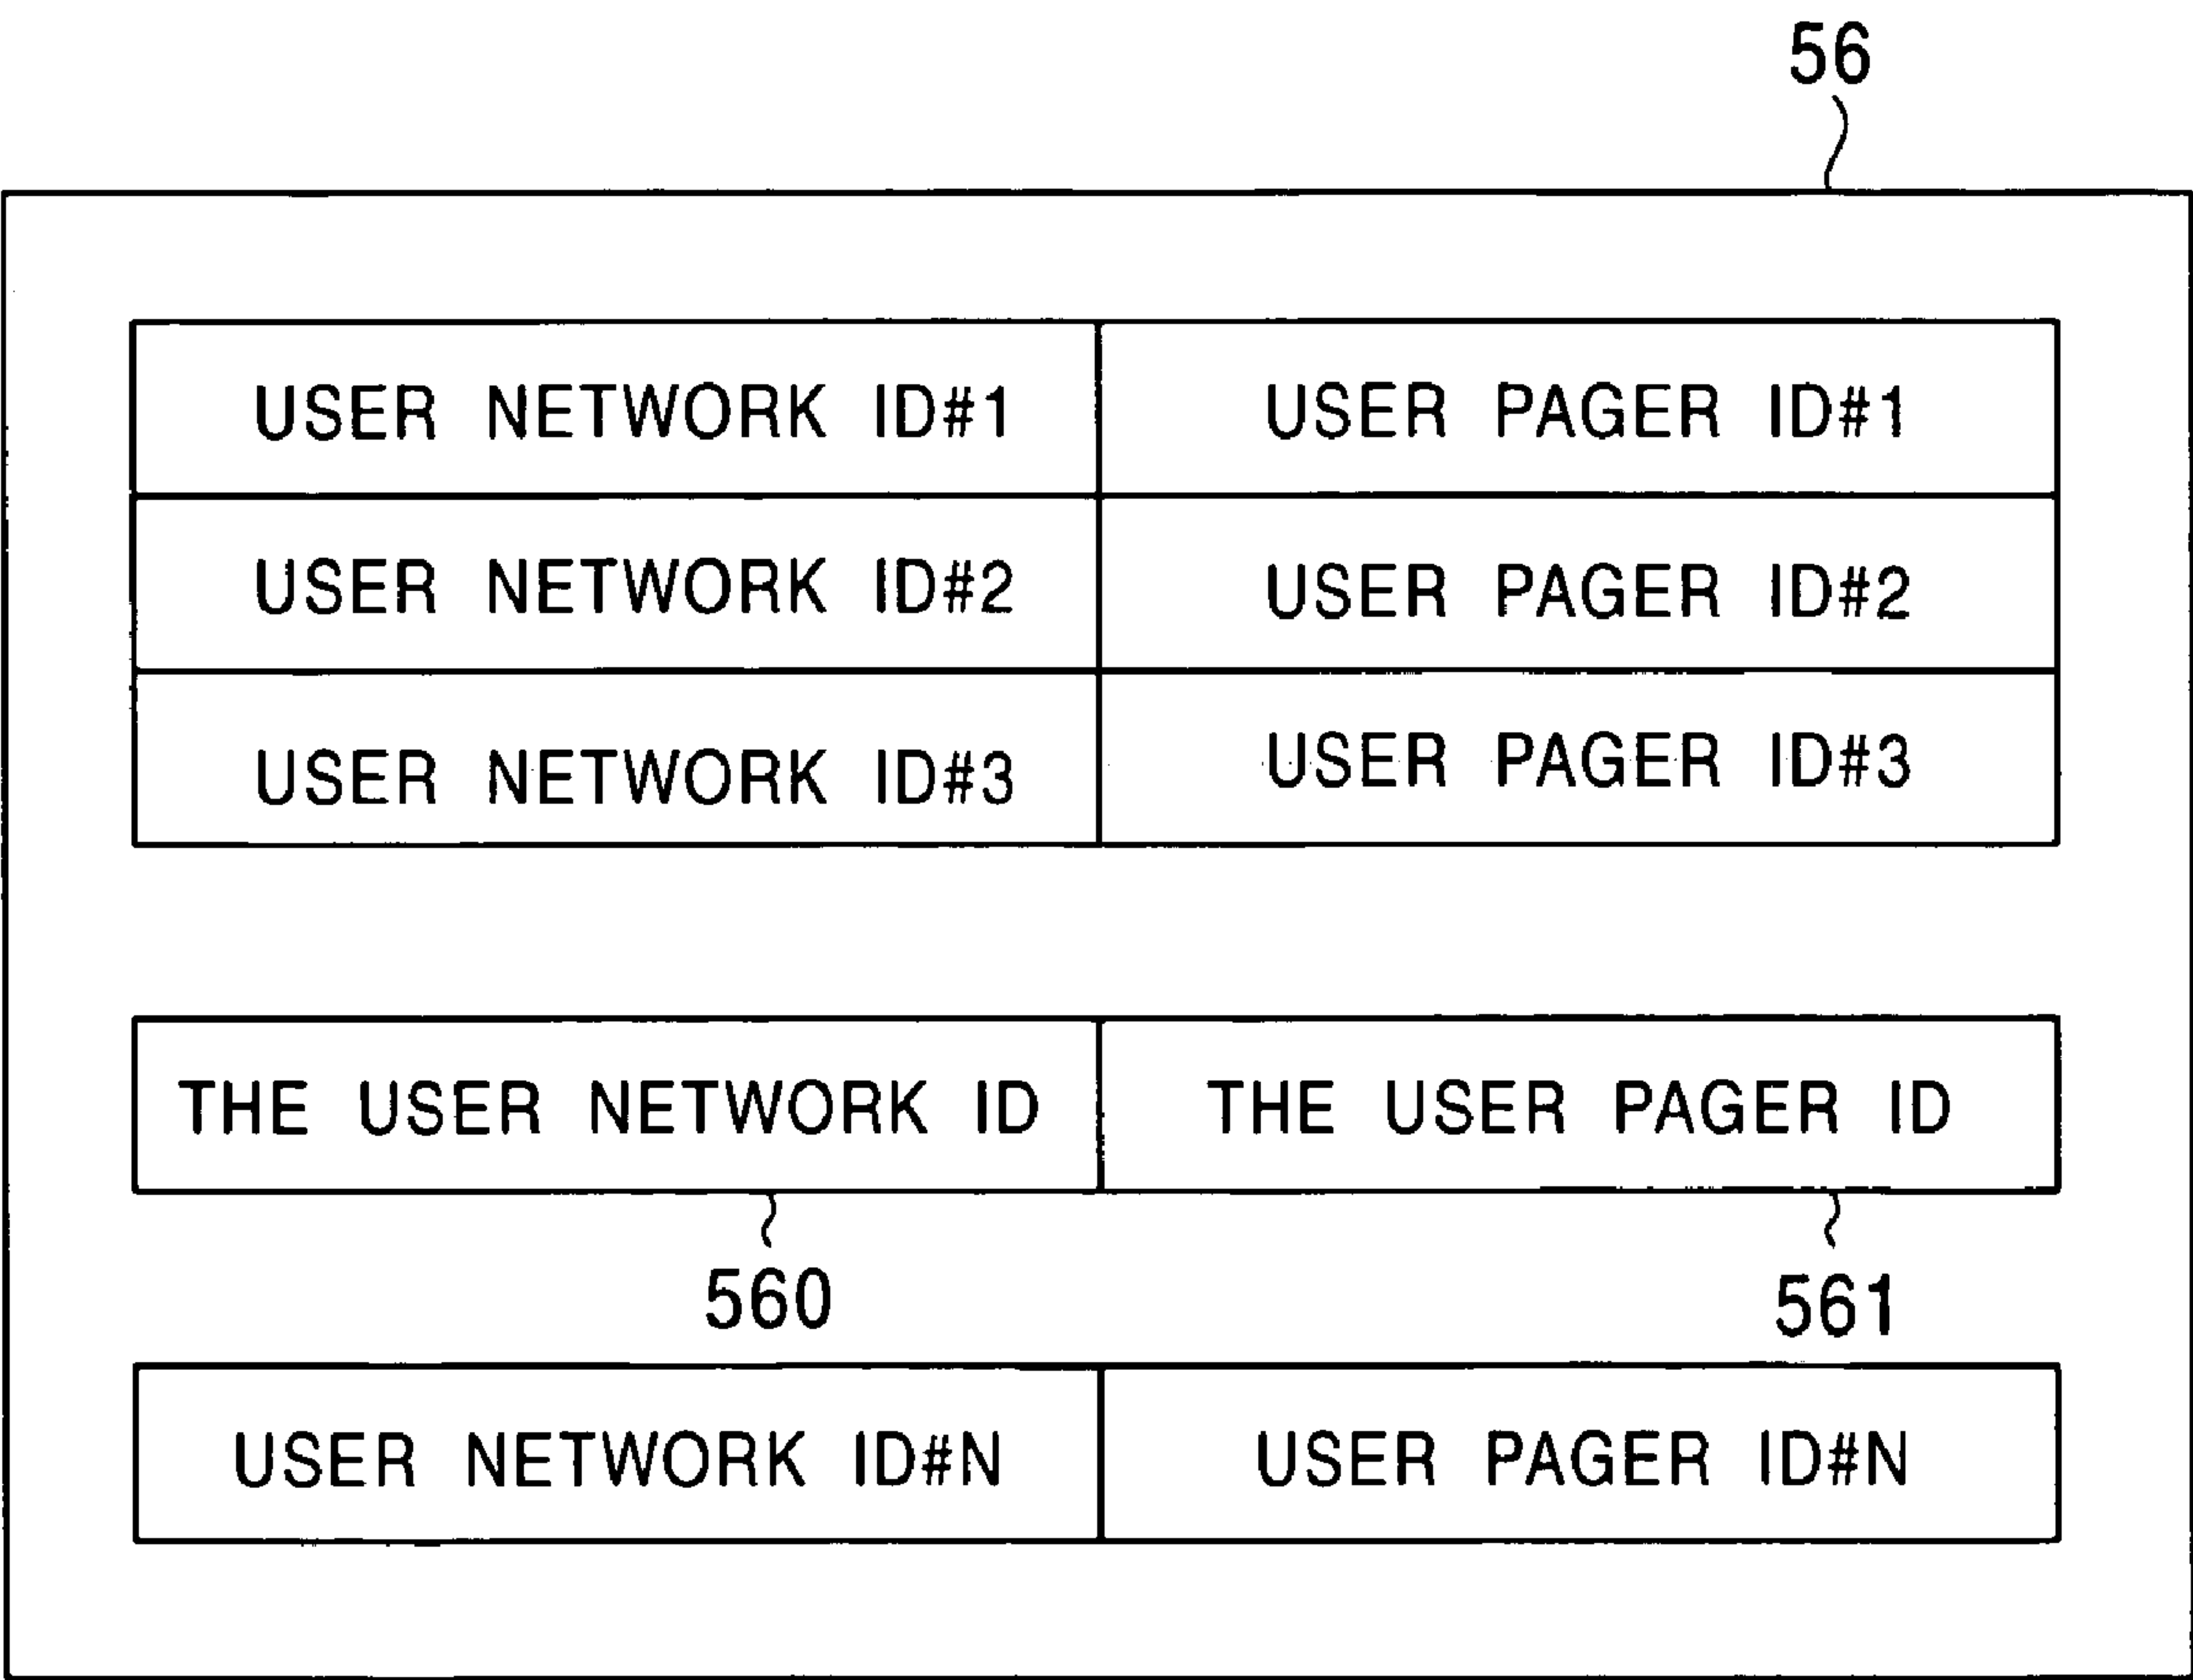 56
USER NETWORK ID#1 USER PAGER ID#1
USER NETWORK ID#2 USER PAGER ID#2
USER NETWORK ID#3 USER PAGER ID#3
THE USER NETWORK ID THE USER PAGER ID
560 561
USER NETWORK ID#N USER PAGER ID#N